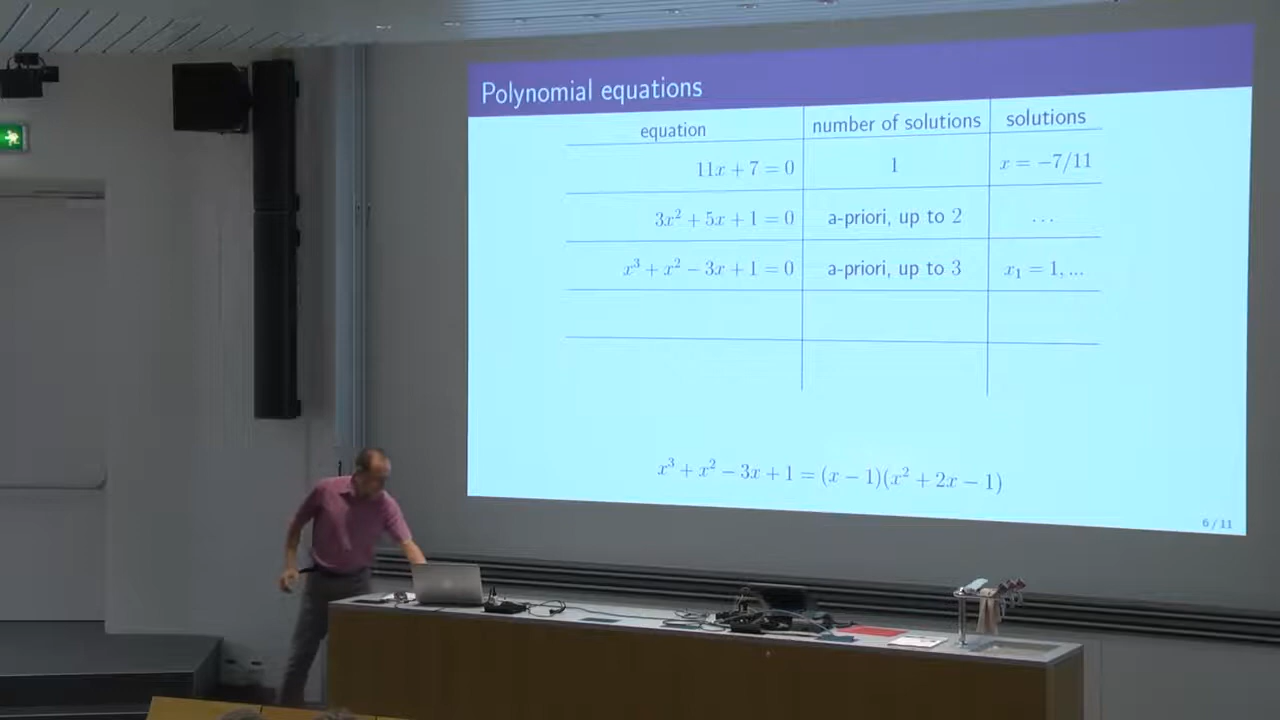 Polynomial equations
equation number of solutions solutions
11x + 7 = 0 1 x = −7/11
3x² + 5x + 1 = 0 a-priori, up to 2 ...
x³ + x² − 3x + 1 = 0 a-priori, up to 3 x₁ = 1, ...
x³ + x² − 3x + 1 = (x − 1)(x² + 2x − 1)
6 / 11